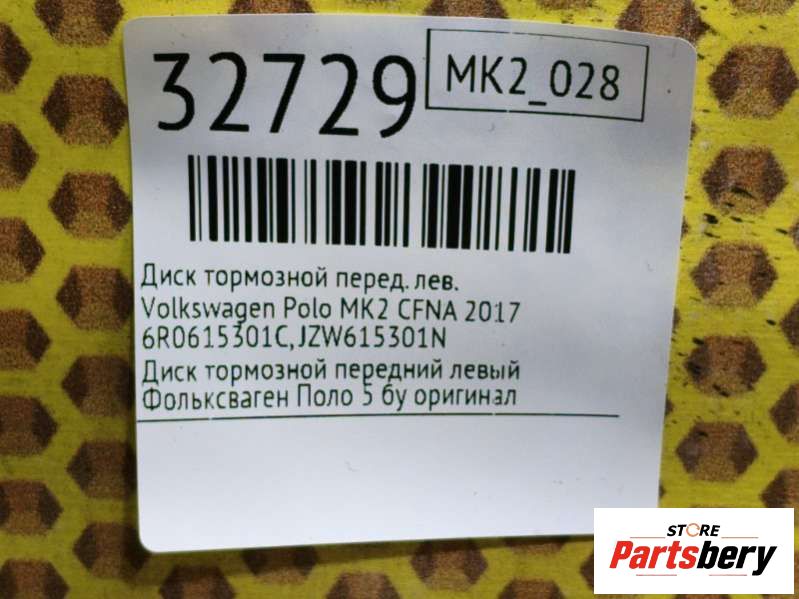 32729
MK2_028
Диск тормозной перед. лев.
Volkswagen Polo MK2 CFNA 2017
6R0615301C, JZW615301N
Диск тормозной передний левый
Фольксваген Поло 5 бу оригинал
STORE
Partsbery